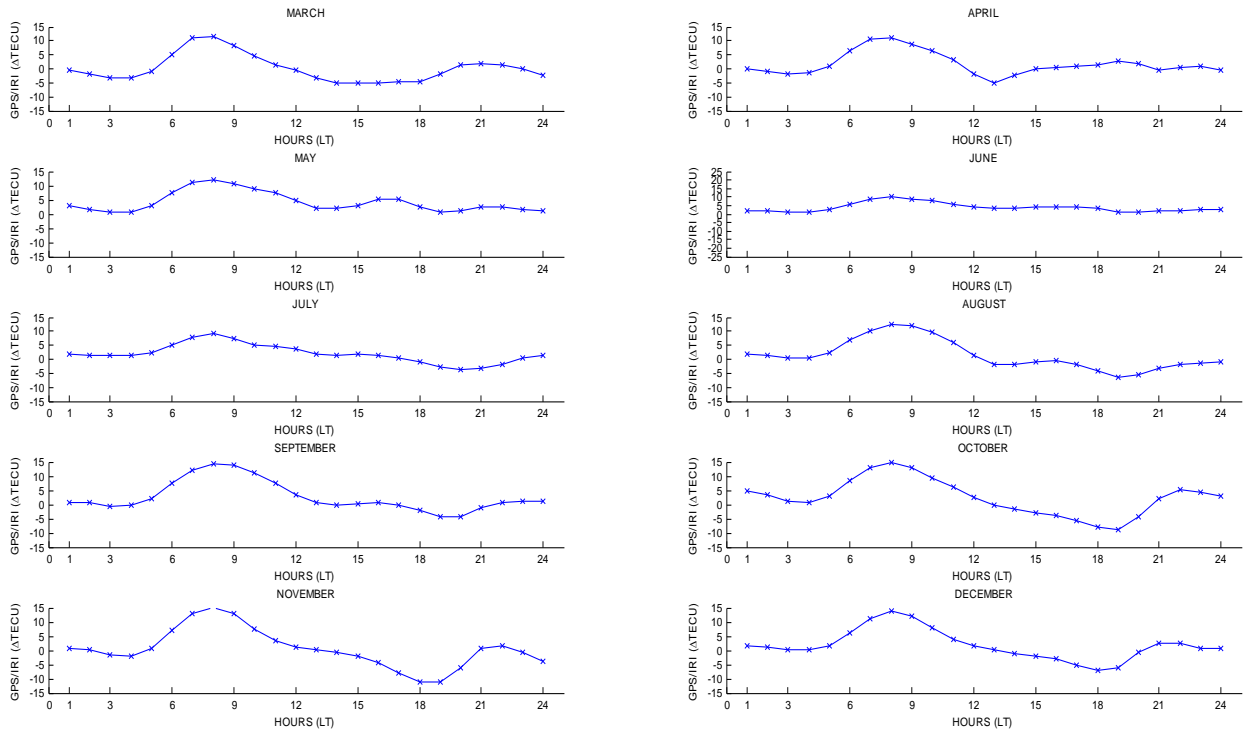 MARCH
GPS/IRI (ΔTECU)
15
10
5
0
-5
-10
-15
0 1 3 6 9 12 15 18 21 24
HOURS (LT)
APRIL
GPS/IRI (ΔTECU)
15
10
5
0
-5
-10
-15
0 1 3 6 9 12 15 18 21 24
HOURS (LT)
MAY
GPS/IRI (ΔTECU)
15
10
5
0
-5
-10
-15
0 1 3 6 9 12 15 18 21 24
HOURS (LT)
JUNE
GPS/IRI (ΔTECU)
25
20
15
10
5
0
-5
-10
-15
-20
-25
0 1 3 6 9 12 15 18 21 24
HOURS (LT)
JULY
GPS/IRI (ΔTECU)
15
10
5
0
-5
-10
-15
0 1 3 6 9 12 15 18 21 24
HOURS (LT)
AUGUST
GPS/IRI (ΔTECU)
15
10
5
0
-5
-10
-15
0 1 3 6 9 12 15 18 21 24
HOURS (LT)
SEPTEMBER
GPS/IRI (ΔTECU)
15
10
5
0
-5
-10
-15
0 1 3 6 9 12 15 18 21 24
HOURS (LT)
OCTOBER
GPS/IRI (ΔTECU)
15
10
5
0
-5
-10
-15
0 1 3 6 9 12 15 18 21 24
HOURS (LT)
NOVEMBER
GPS/IRI (ΔTECU)
15
10
5
0
-5
-10
-15
0 1 3 6 9 12 15 18 21 24
HOURS (LT)
DECEMBER
GPS/IRI (ΔTECU)
15
10
5
0
-5
-10
-15
0 1 3 6 9 12 15 18 21 24
HOURS (LT)